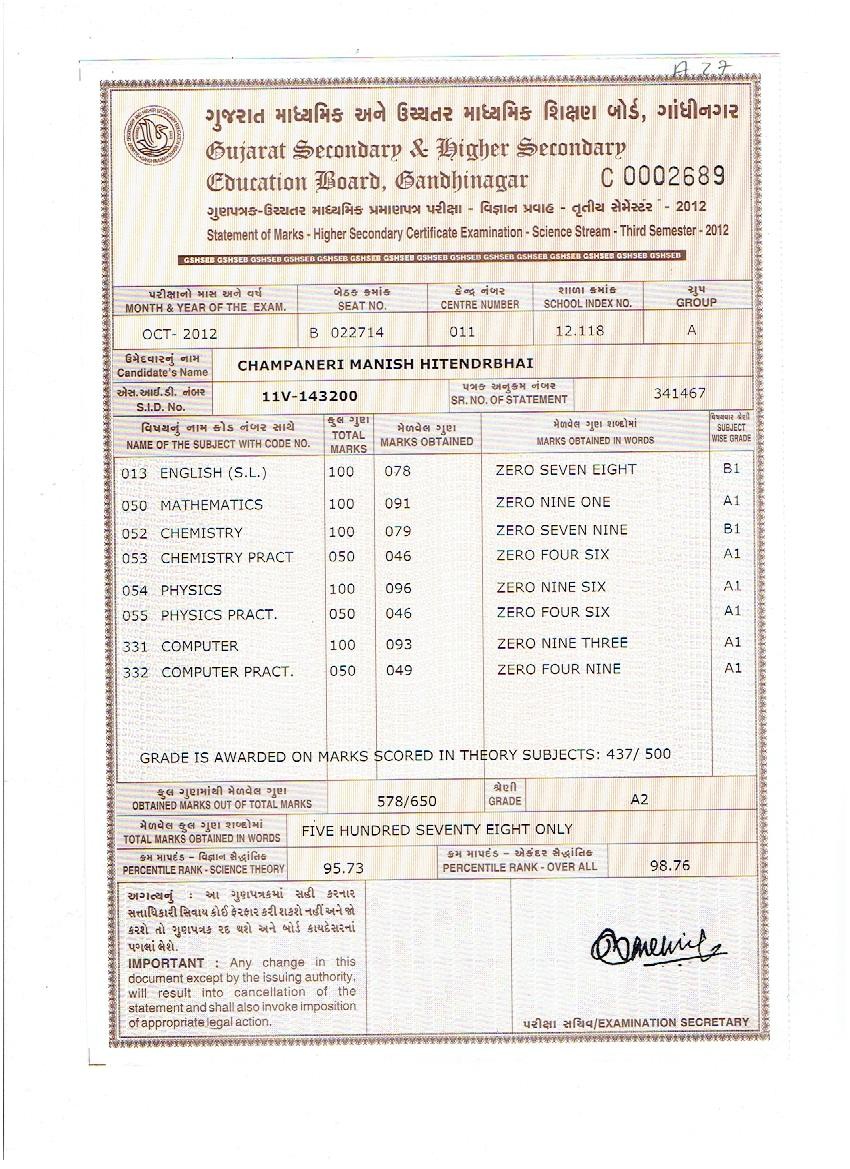 A 27
ગુજરાત માધ્યમિક અને ઉચ્ચતર માધ્યમિક શિક્ષણ બોર્ડ, ગાંધીનગર
Gujarat Secondary & Higher Secondary
Education Board, Gandhinagar C 0002689
ગુણપત્રક-ઉચ્ચતર માધ્યમિક પ્રમાણપત્ર પરીક્ષા - વિજ્ઞાન પ્રવાહ - તૃતીય સેમેસ્ટર - 2012
Statement of Marks - Higher Secondary Certificate Examination - Science Stream - Third Semester - 2012
GSHSEB GSHSEB GSHSEB GSHSEB GSHSEB GSHSEB GSHSEB GSHSEB GSHSEB GSHSEB GSHSEB GSHSEB GSHSEB GSHSEB GSHSEB
પરીક્ષાનો માસ અને વર્ષ બેઠક ક્રમાંક કેન્દ્ર નંબર શાળા ક્રમાંક ગ્રુપ
MONTH & YEAR OF THE EXAM. SEAT NO. CENTRE NUMBER SCHOOL INDEX NO. GROUP
OCT- 2012 B 022714 011 12.118 A
ઉમેદવારનું નામ
Candidate's Name CHAMPANERI MANISH HITENDRBHAI
એસ.આઈ.ડી. નંબર પત્રક અનુક્રમ નંબર
S.I.D. No. 11V-143200 SR. NO. OF STATEMENT 341467
વિષયનું નામ કોડ નંબર સાથે કુલ ગુણ મેળવેલ ગુણ મેળવેલ ગુણ શબ્દોમાં વિષયવાર શ્રેણી
NAME OF THE SUBJECT WITH CODE NO. TOTAL MARKS MARKS OBTAINED MARKS OBTAINED IN WORDS SUBJECT WISE GRADE
013 ENGLISH (S.L.) 100 078 ZERO SEVEN EIGHT B1
050 MATHEMATICS 100 091 ZERO NINE ONE A1
052 CHEMISTRY 100 079 ZERO SEVEN NINE B1
053 CHEMISTRY PRACT 050 046 ZERO FOUR SIX A1
054 PHYSICS 100 096 ZERO NINE SIX A1
055 PHYSICS PRACT. 050 046 ZERO FOUR SIX A1
331 COMPUTER 100 093 ZERO NINE THREE A1
332 COMPUTER PRACT. 050 049 ZERO FOUR NINE A1
GRADE IS AWARDED ON MARKS SCORED IN THEORY SUBJECTS: 437/ 500
કુલ ગુણમાંથી મેળવેલ ગુણ શ્રેણી
OBTAINED MARKS OUT OF TOTAL MARKS 578/650 GRADE A2
મેળવેલ કુલ ગુણ શબ્દોમાં
TOTAL MARKS OBTAINED IN WORDS FIVE HUNDRED SEVENTY EIGHT ONLY
ક્રમ માપદંડ - વિજ્ઞાન સૈદ્ધાંતિક ક્રમ માપદંડ - એકંદર સૈદ્ધાંતિક
PERCENTILE RANK - SCIENCE THEORY 95.73 PERCENTILE RANK - OVER ALL 98.76
અગત્યનું : આ ગુણપત્રકમાં સહી કરનાર
સત્તાધિકારી સિવાય કોઈ ફેરફાર કરી શકશે નહીં અને જો
કરશે તો ગુણપત્રક રદ થશે અને બોર્ડ કાયદેસરનાં
પગલાં લેશે.
IMPORTANT : Any change in this
document except by the issuing authority,
will result into cancellation of the
statement and shall also invoke imposition
of appropriate legal action.
પરીક્ષા સચિવ/EXAMINATION SECRETARY